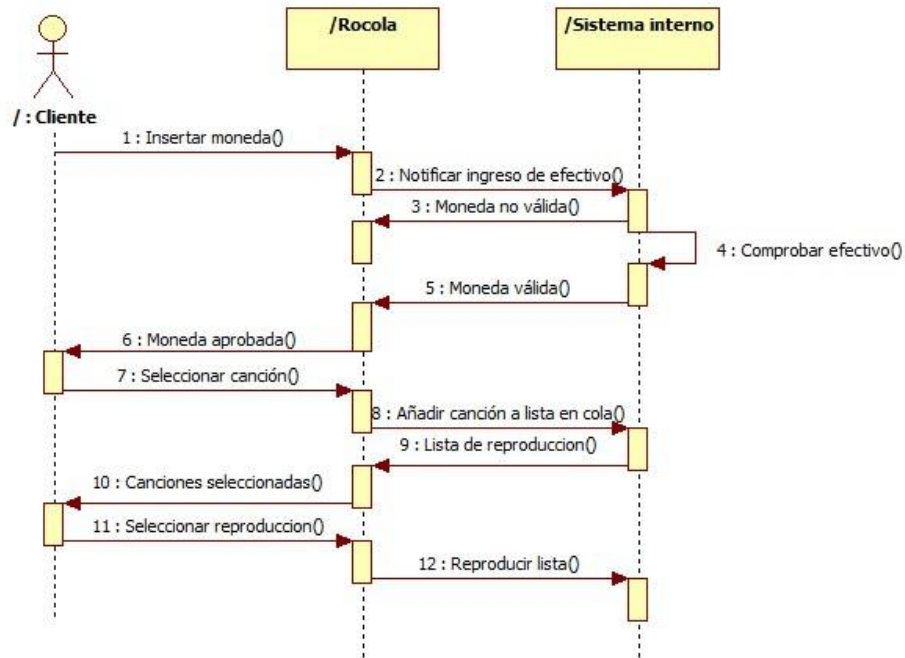 /Rocola
/Sistema interno
/ : Cliente
1 : Insertar moneda()
2 : Notificar ingreso de efectivo()
3 : Moneda no válida()
4 : Comprobar efectivo()
5 : Moneda válida()
6 : Moneda aprobada()
7 : Seleccionar canción()
8 : Añadir canción a lista en cola()
9 : Lista de reproduccion()
10 : Canciones seleccionadas()
11 : Seleccionar reproduccion()
12 : Reproducir lista()